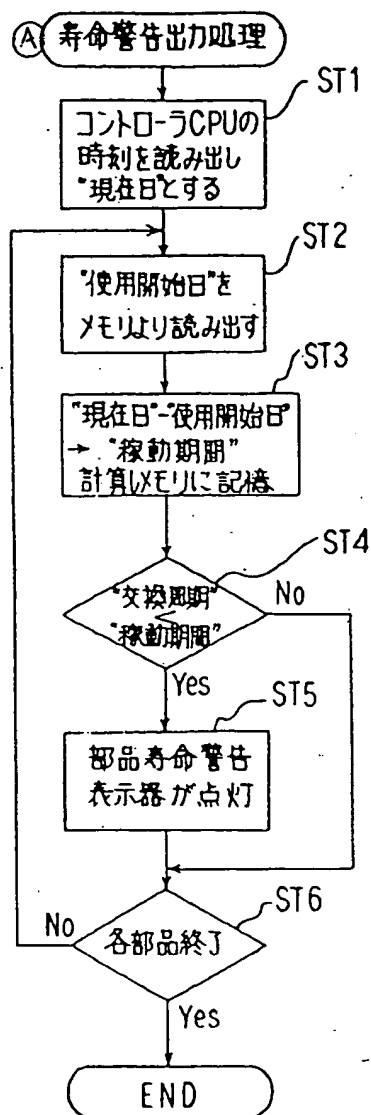 Ⓐ 寿命警告出力処理
ST1
コントローラCPUの
時刻を読み出し
"現在日"とする
ST2
"使用開始日"を
メモリより読み出す
ST3
"現在日"-"使用開始日"
→ "稼動期間"
計算しメモリに記憶
ST4
"交換周期"
<
"稼動期間"
No
Yes
ST5
部品寿命警告
表示器が点灯
ST6
No
各部品終了
Yes
END